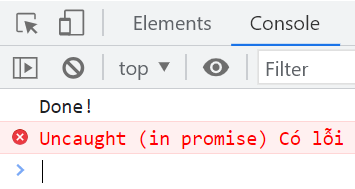 Elements Console
top Filter
Done!
Uncaught (in promise) Có lỗi